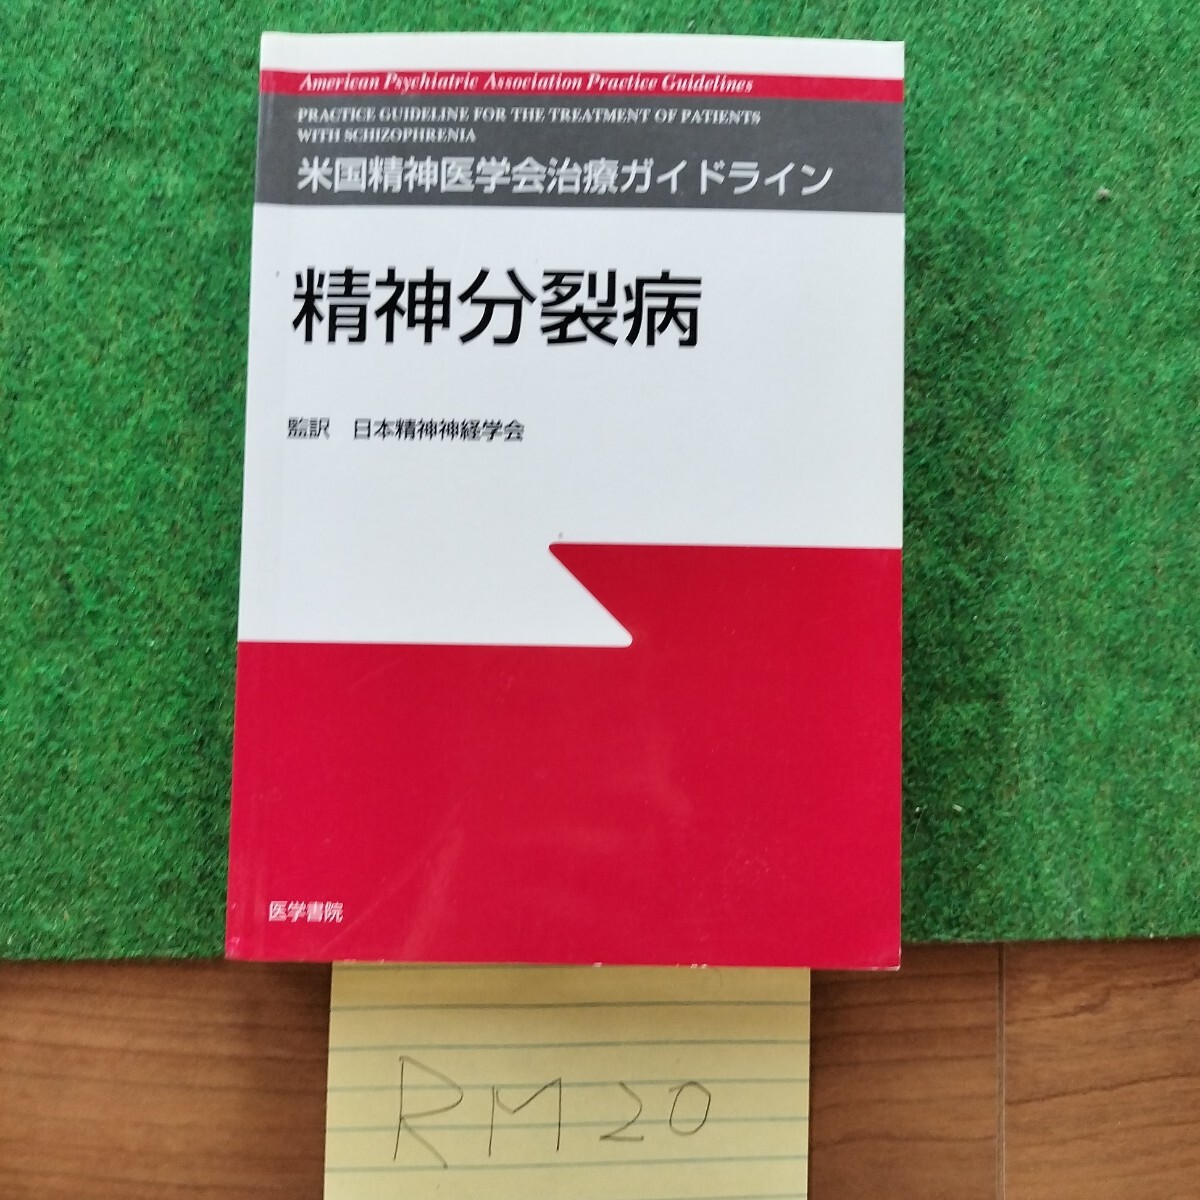 American Psychiatric Association Practice Guidelines
PRACTICE GUIDELINE FOR THE TREATMENT OF PATIENTS
WITH SCHIZOPHRENIA
米国精神医学会治療ガイドライン
精神分裂病
監訳　日本精神神経学会
医学書院
RM20